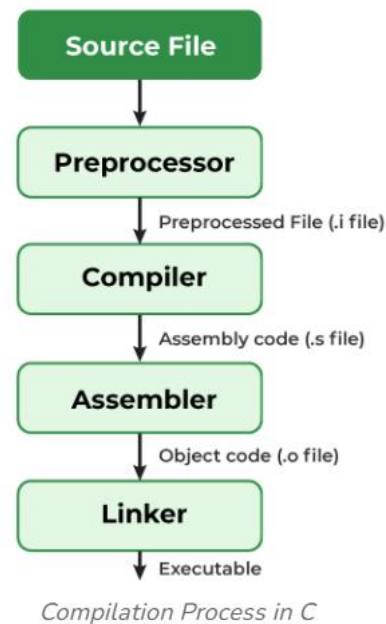 Source File
Preprocessor
Preprocessed File (.i file)
Compiler
Assembly code (.s file)
Assembler
Object code (.o file)
Linker
Executable
Compilation Process in C